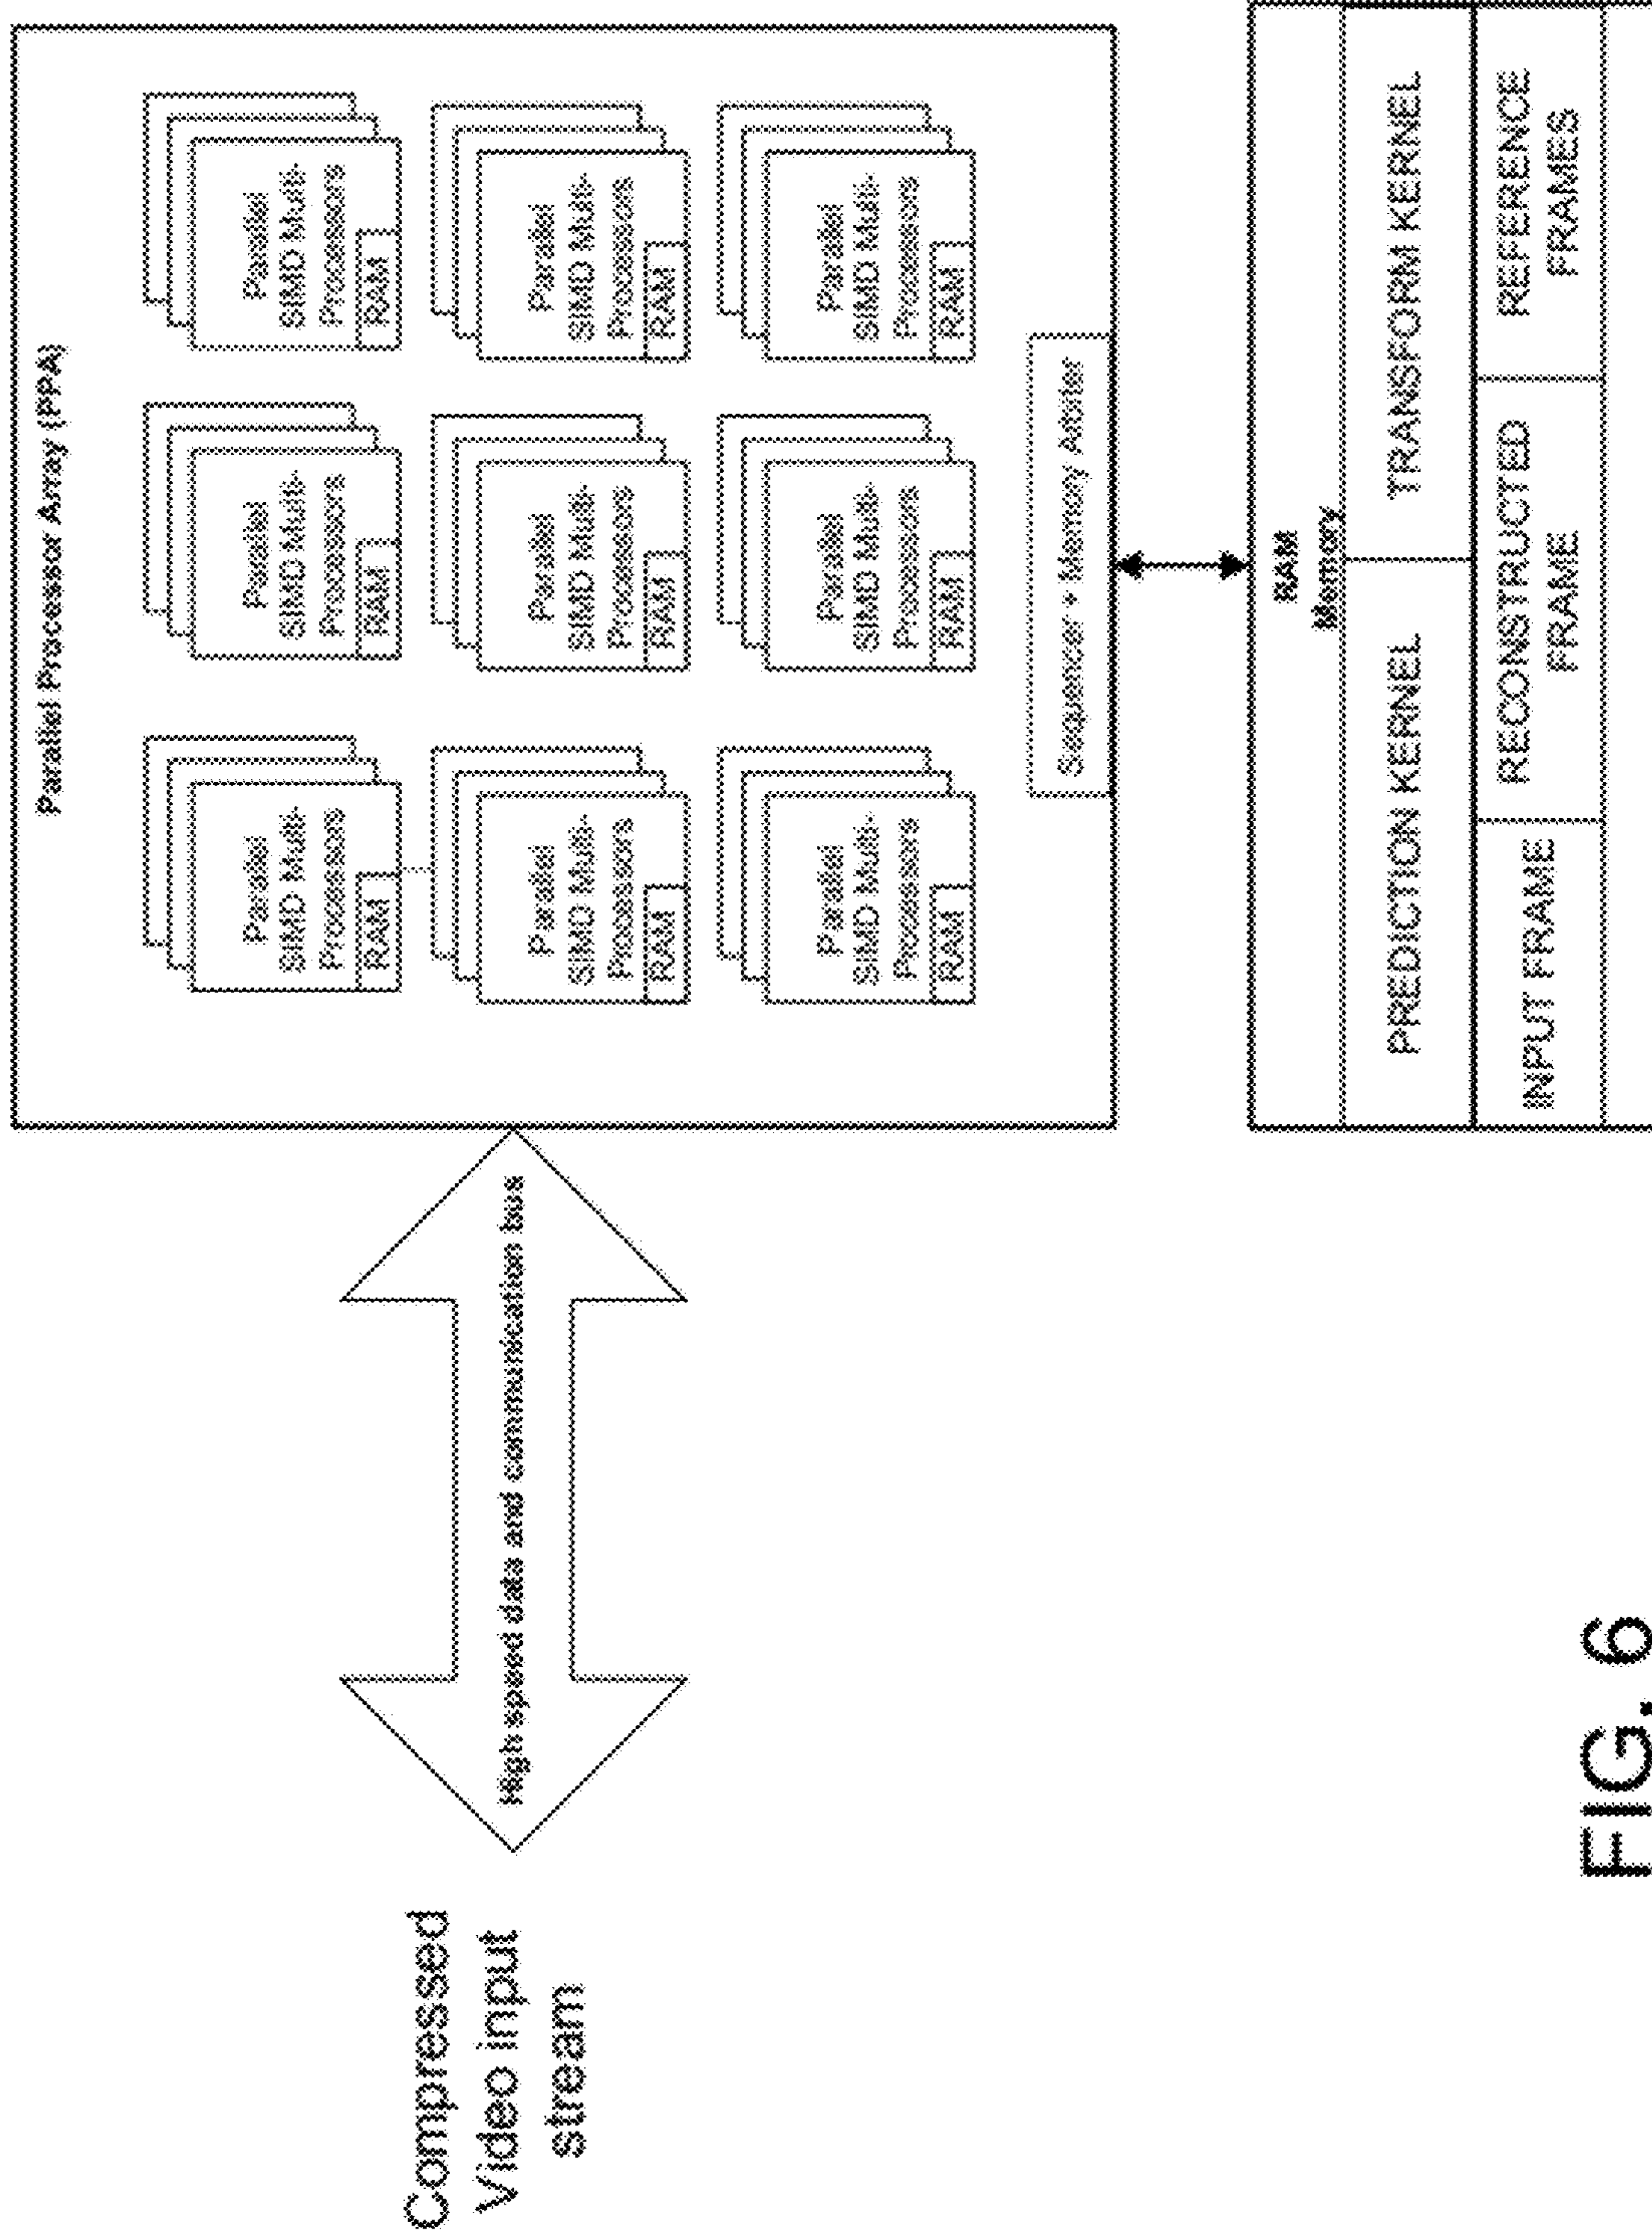 Parallel Processor Array (PPA)
Parallel
SIMD Multi-
Processors
RAM
Parallel
SIMD Multi-
Processors
RAM
Parallel
SIMD Multi-
Processors
RAM
Parallel
SIMD Multi-
Processors
RAM
Parallel
SIMD Multi-
Processors
RAM
Parallel
SIMD Multi-
Processors
RAM
Parallel
SIMD Multi-
Processors
RAM
Parallel
SIMD Multi-
Processors
RAM
Parallel
SIMD Multi-
Processors
RAM
Sequencer + Memory Arbiter
Compressed
Video input
stream
High speed data and communication bus
RAM
Memory
PREDICTION KERNEL
TRANSFORM KERNEL
INPUT FRAME
RECONSTRUCTED
FRAME
REFERENCE
FRAMES
FIG. 6